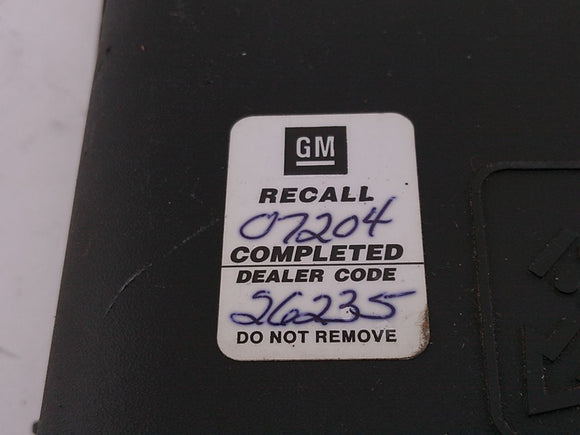 GM
RECALL
07204
COMPLETED
DEALER CODE
26235
DO NOT REMOVE